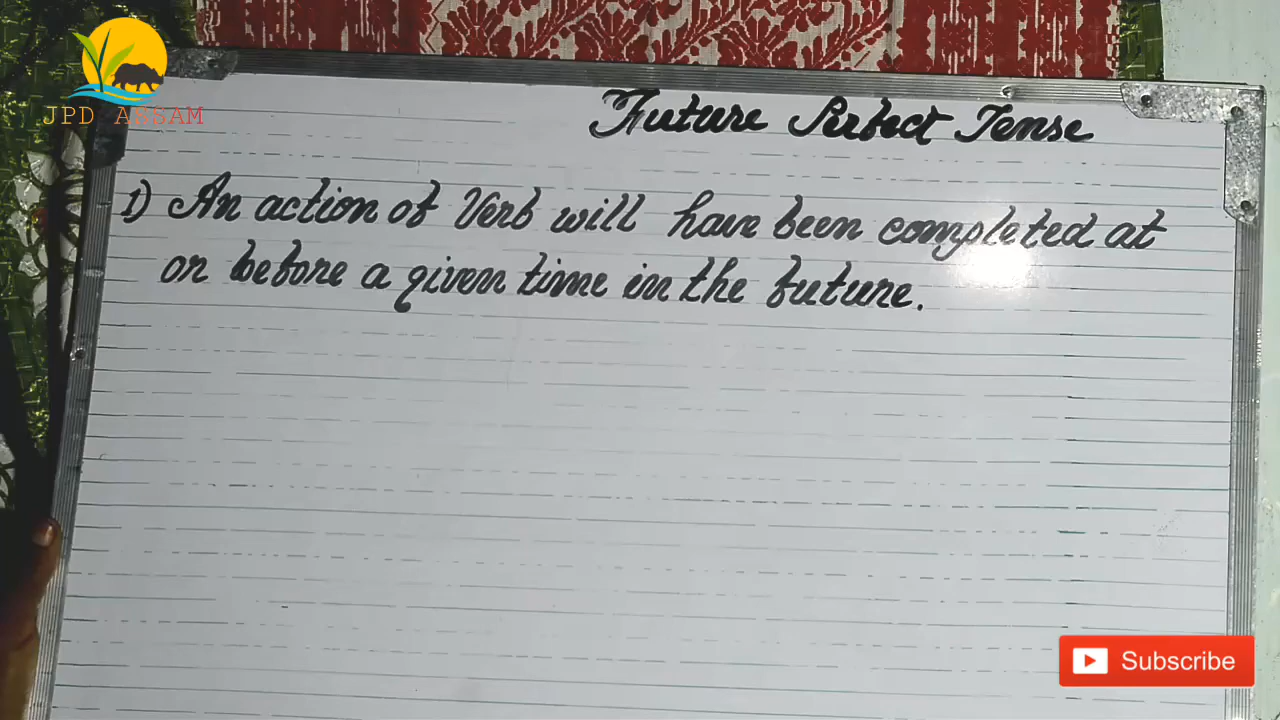 JPD ASSAM
Future Perfect Tense
1) An action of Verb will have been completed at
or before a given time in the future.
Subscribe